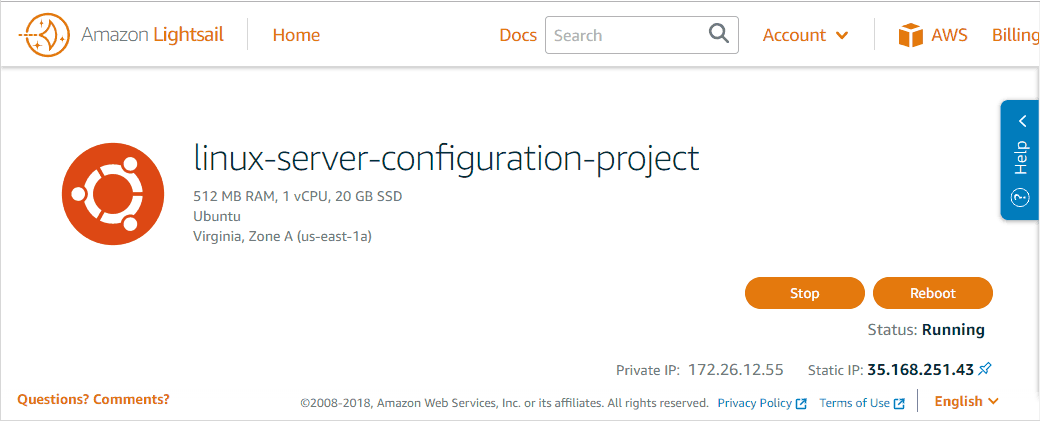 Amazon Lightsail Home Docs Search Account AWS Billing
Help
linux-server-configuration-project
512 MB RAM, 1 vCPU, 20 GB SSD
Ubuntu
Virginia, Zone A (us-east-1a)
Stop Reboot
Status: Running
Private IP: 172.26.12.55 Static IP: 35.168.251.43
Questions? Comments? ©2008-2018, Amazon Web Services, Inc. or its affiliates. All rights reserved. Privacy Policy Terms of Use English